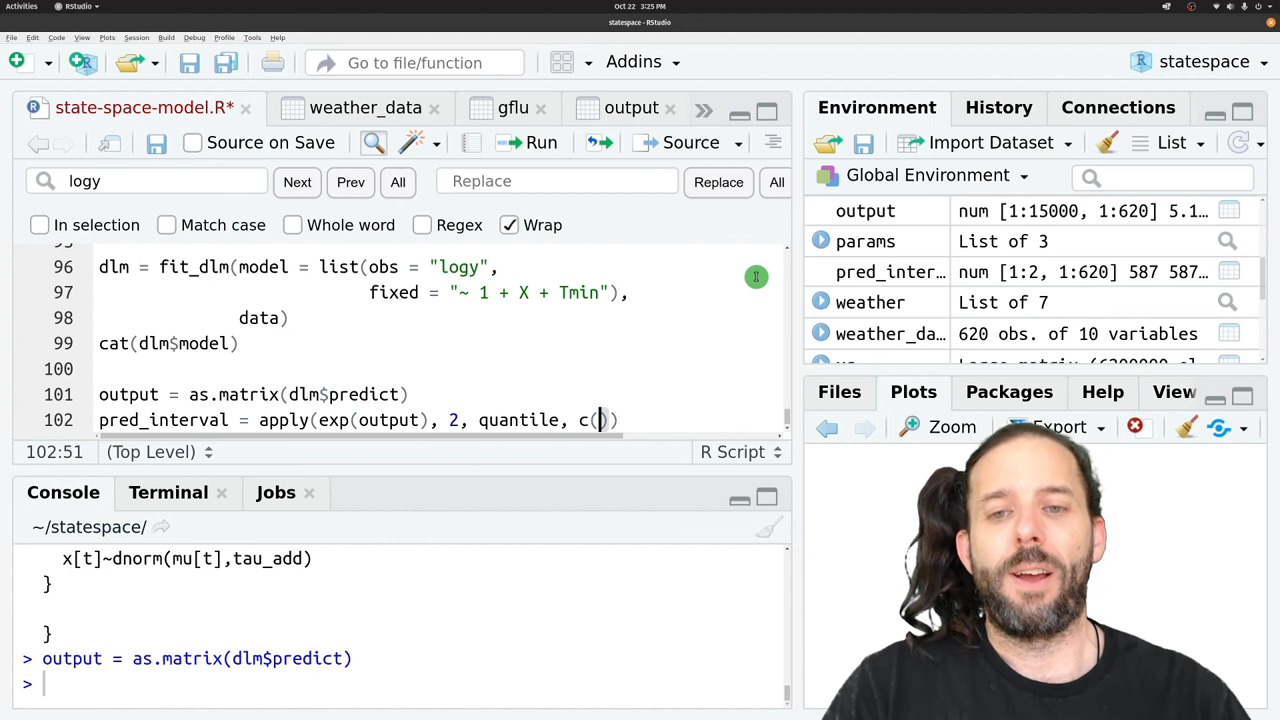 Activities RStudio Oct 22 3:25 PM
statespace - RStudio
File Edit Code View Plots Session Build Debug Profile Tools Help
Go to file/function Addins statespace
state-space-model.R* weather_data gflu output
Source on Save Run Source
logy Next Prev All Replace Replace All
In selection Match case Whole word Regex Wrap
96 dlm = fit_dlm(model = list(obs = "logy",
97 fixed = "~ 1 + X + Tmin"),
98 data)
99 cat(dlm$model)
100
101 output = as.matrix(dlm$predict)
102 pred_interval = apply(exp(output), 2, quantile, c())
102:51 (Top Level) R Script
Console Terminal Jobs
~/statespace/
x[t]~dnorm(mu[t],tau_add)
}
}
> output = as.matrix(dlm$predict)
>
Environment History Connections
Import Dataset List
Global Environment
output num [1:15000, 1:620] 5.1…
params List of 3
pred_inter… num [1:2, 1:620] 587 587…
weather List of 7
weather_da… 620 obs. of 10 variables
Files Plots Packages Help View
Zoom Export